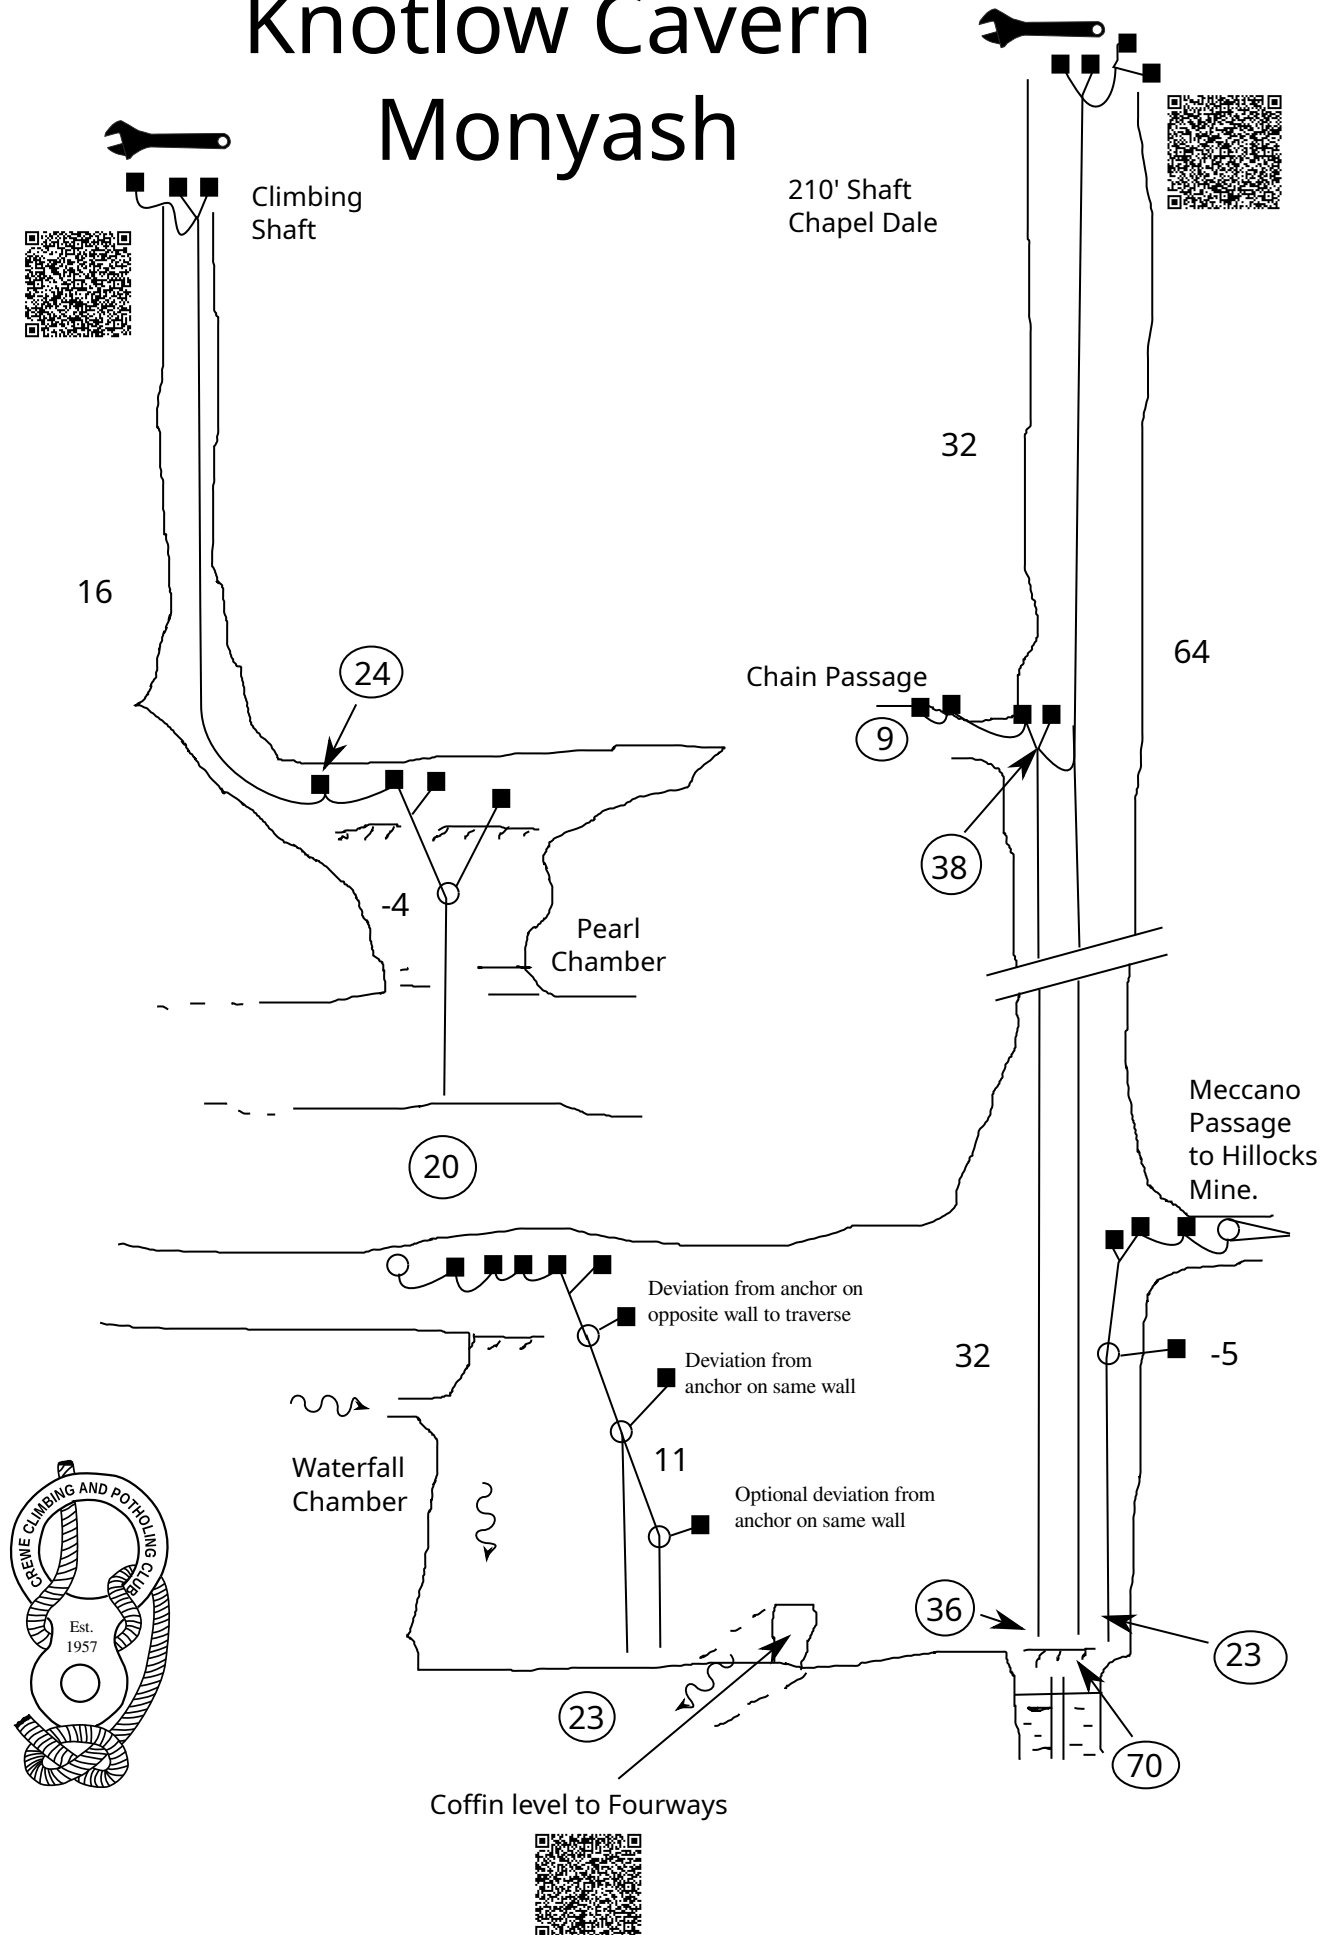 Knotlow Cavern
Monyash
Climbing
Shaft
210' Shaft
Chapel Dale
32
16
64
24
Chain Passage
9
38
-4
Pearl
Chamber
Meccano
Passage
to Hillocks
Mine.
20
Deviation from anchor on
opposite wall to traverse
Deviation from
anchor on same wall
32
-5
11
Waterfall
Chamber
Optional deviation from
anchor on same wall
CREWE CLIMBING AND POTHOLING CLUB
Est.
1957
36
23
23
70
Coffin level to Fourways